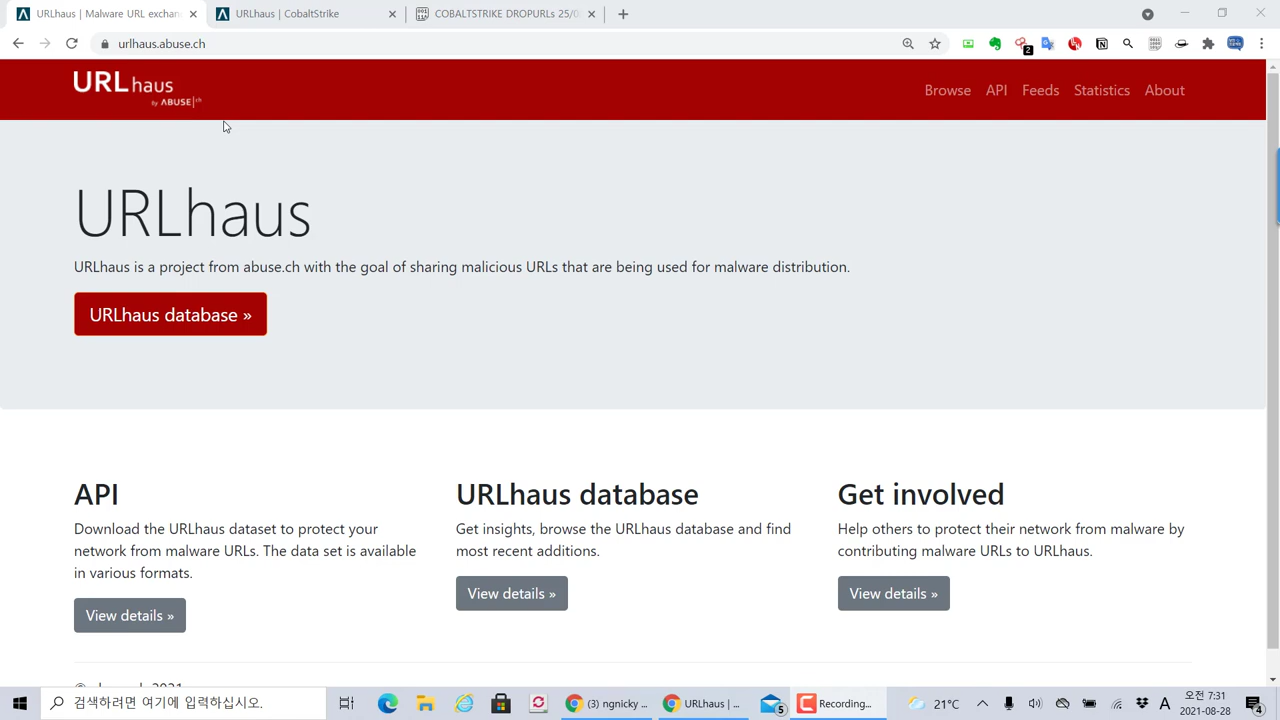 URLhaus | Malware URL exchan
URLhaus | CobaltStrike
COBALTSTRIKE DROPURLs 25/0
urlhaus.abuse.ch
2
URLhaus
by ABUSE|ch
Browse
API
Feeds
Statistics
About
URLhaus
URLhaus is a project from abuse.ch with the goal of sharing malicious URLs that are being used for malware distribution.
URLhaus database »
API
Download the URLhaus dataset to protect your
network from malware URLs. The data set is available
in various formats.
View details »
URLhaus database
Get insights, browse the URLhaus database and find
most recent additions.
View details »
Get involved
Help others to protect their network from malware by
contributing malware URLs to URLhaus.
View details »
검색하려면 여기에 입력하십시오.
(1) ngnicky ...
URLhaus | ...
5
Recording...
21°C
A
오전 7:31
2021-08-28
4